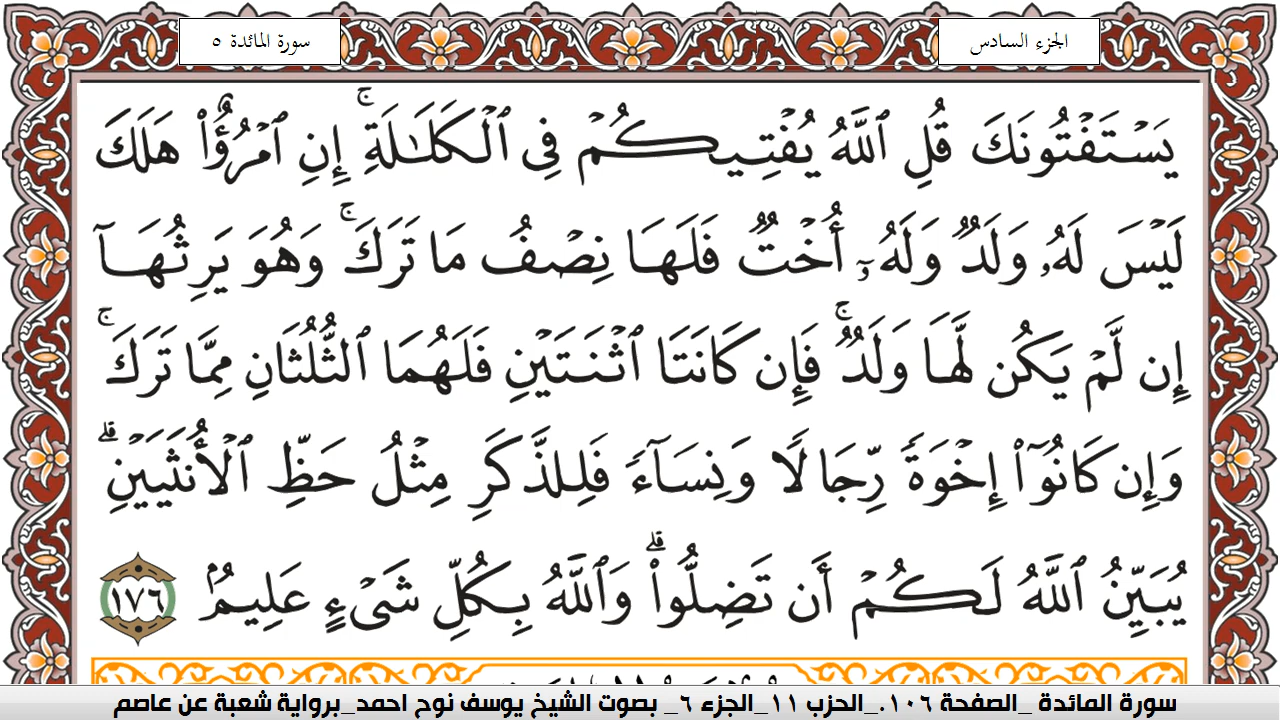 الجزء السادس
سورة المائدة ٥
يَسْتَفْتُونَكَ قُلِ ٱللَّهُ يُفْتِيكُمْ فِى ٱلْكَلَـٰلَةِ ۚ إِنِ ٱمْرُؤٌا۟ هَلَكَ
لَيْسَ لَهُۥ وَلَدٌ وَلَهُۥٓ أُخْتٌ فَلَهَا نِصْفُ مَا تَرَكَ ۚ وَهُوَ يَرِثُهَآ
إِن لَّمْ يَكُن لَّهَا وَلَدٌ ۚ فَإِن كَانَتَا ٱثْنَتَيْنِ فَلَهُمَا ٱلثُّلُثَانِ مِمَّا تَرَكَ ۚ
وَإِن كَانُوٓا۟ إِخْوَةً رِّجَالًا وَنِسَآءً فَلِلذَّكَرِ مِثْلُ حَظِّ ٱلْأُنثَيَيْنِ ۗ
يُبَيِّنُ ٱللَّهُ لَكُمْ أَن تَضِلُّوا۟ ۗ وَٱللَّهُ بِكُلِّ شَىْءٍ عَلِيمٌۢ ١٧٦
سورة المائدة _الصفحة ١٠٦._الحزب ١١_الجزء ٦_ بصوت الشيخ يوسف نوح احمد_برواية شعبة عن عاصم